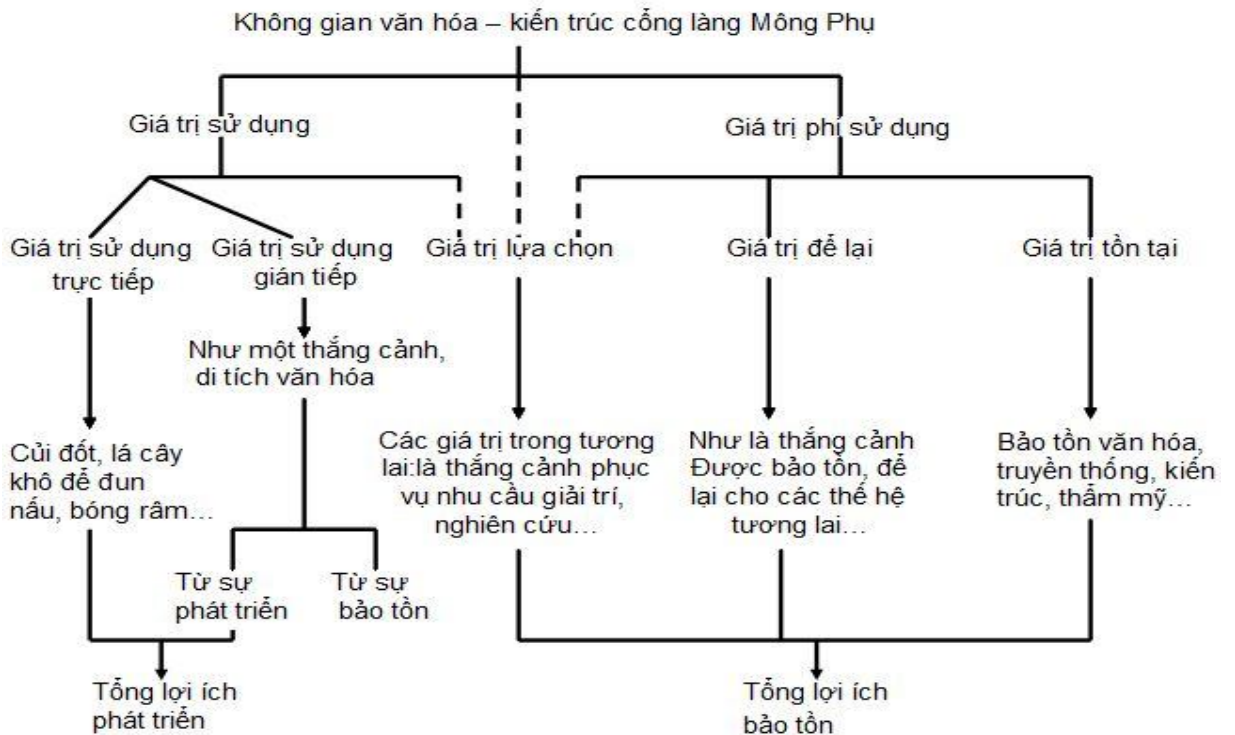 Không gian văn hóa – kiến trúc cổng làng Mông Phụ
Giá trị sử dụng
Giá trị phi sử dụng
Giá trị sử dụng
trực tiếp
Giá trị sử dụng
gián tiếp
Giá trị lựa chọn
Giá trị để lại
Giá trị tồn tại
Như một thắng cảnh,
di tích văn hóa
Củi đốt, lá cây
khô để đun
nấu, bóng râm...
Các giá trị trong tương
lai:là thắng cảnh phục
vụ nhu cầu giải trí,
nghiên cứu...
Như là thắng cảnh
Được bảo tồn, để
lại cho các thế hệ
tương lai...
Bảo tồn văn hóa,
truyền thống, kiến
trúc, thẩm mỹ...
Từ sự
phát triển
Từ sự
bảo tồn
Tổng lợi ích
phát triển
Tổng lợi ích
bảo tồn